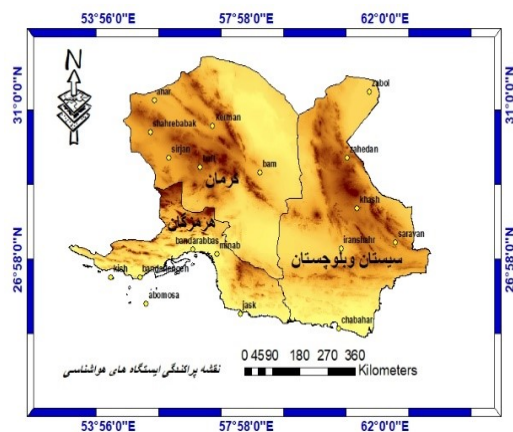 53°56'0"E 57°58'0"E 62°0'0"E
N
31°0'0"N
31°0'0"N
zabol
anar
kerman
shahrebabak
zahedan
sirjan
baft
bam
کرمان
khash
هرمزگان
saravan
iranshahr
bandarabbas
minab
سیستان وبلوچستان
26°58'0"N
26°58'0"N
kish
bandarlengeh
abomosa
jask
chabahar
نقشه پراکندگی ایستگاه های هواشناسی
0 45 90 180 270 360
Kilometers
53°56'0"E 57°58'0"E 62°0'0"E